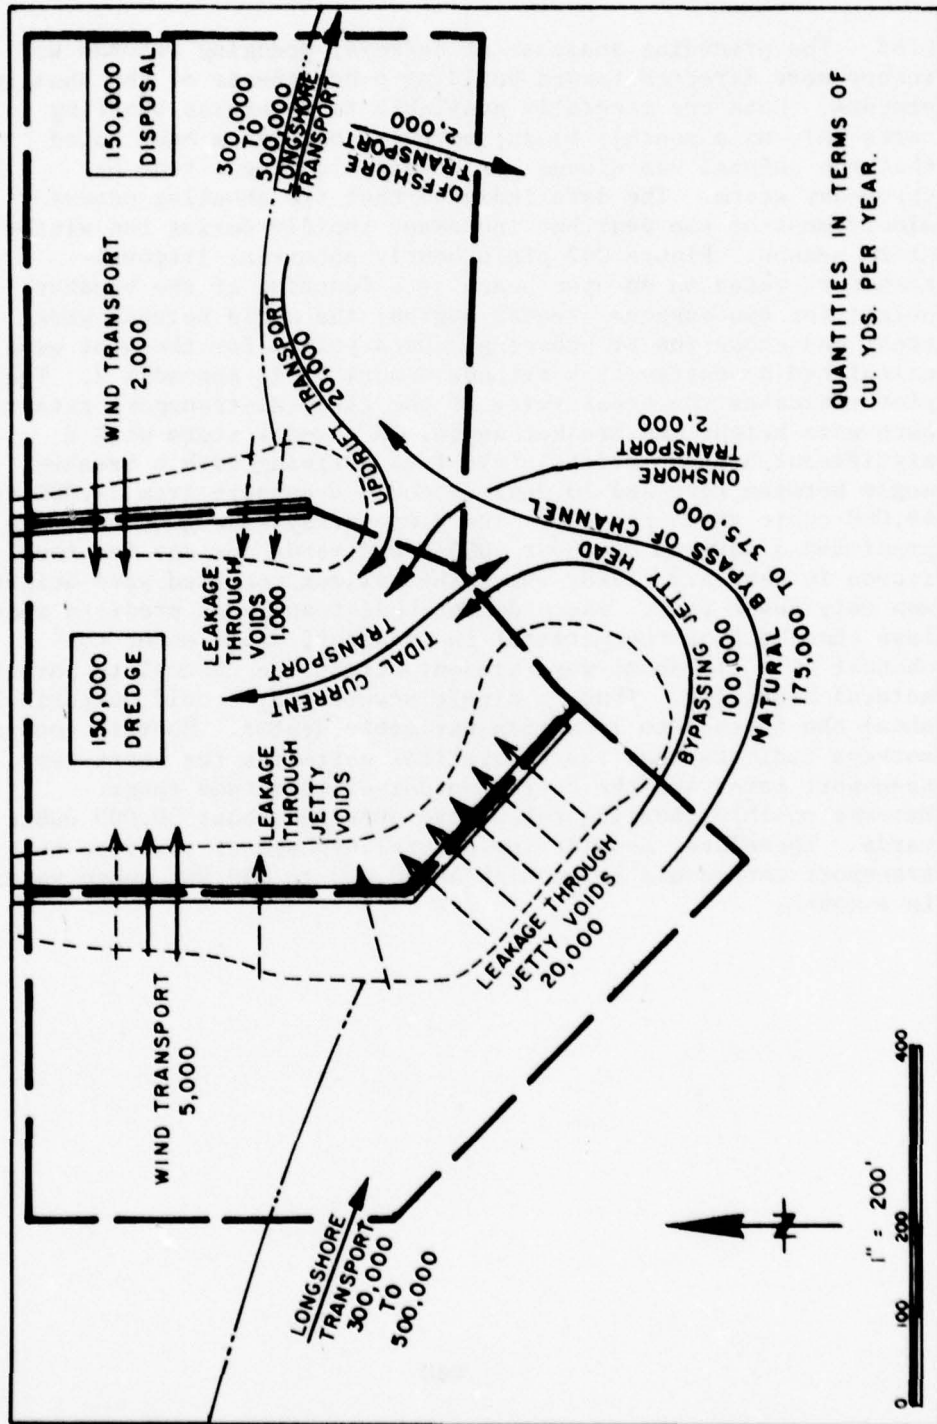 150,000
DISPOSAL
WIND TRANSPORT
2,000
300,000
TO
500,000
LONGSHORE
TRANSPORT
OFFSHORE
TRANSPORT
2,000
UPDRIFT TRANSPORT
20,000
150,000
DREDGE
LEAKAGE
THROUGH
VOIDS
1,000
TIDAL CURRENT
TRANSPORT
LEAKAGE
THROUGH
JETTY
VOIDS
ONSHORE
TRANSPORT
2 000
BYPASSING JETTY HEAD
100,000
NATURAL BYPASS OF CHANNEL
75,000 TO 375,000
QUANTITIES IN TERMS OF
CU. YDS. PER YEAR.
WIND TRANSPORT
5,000
LEAKAGE THROUGH
JETTY VOIDS
20,000
LONGSHORE
TRANSPORT
300,000
TO
500,000
1" = 200'
0 100 200 400